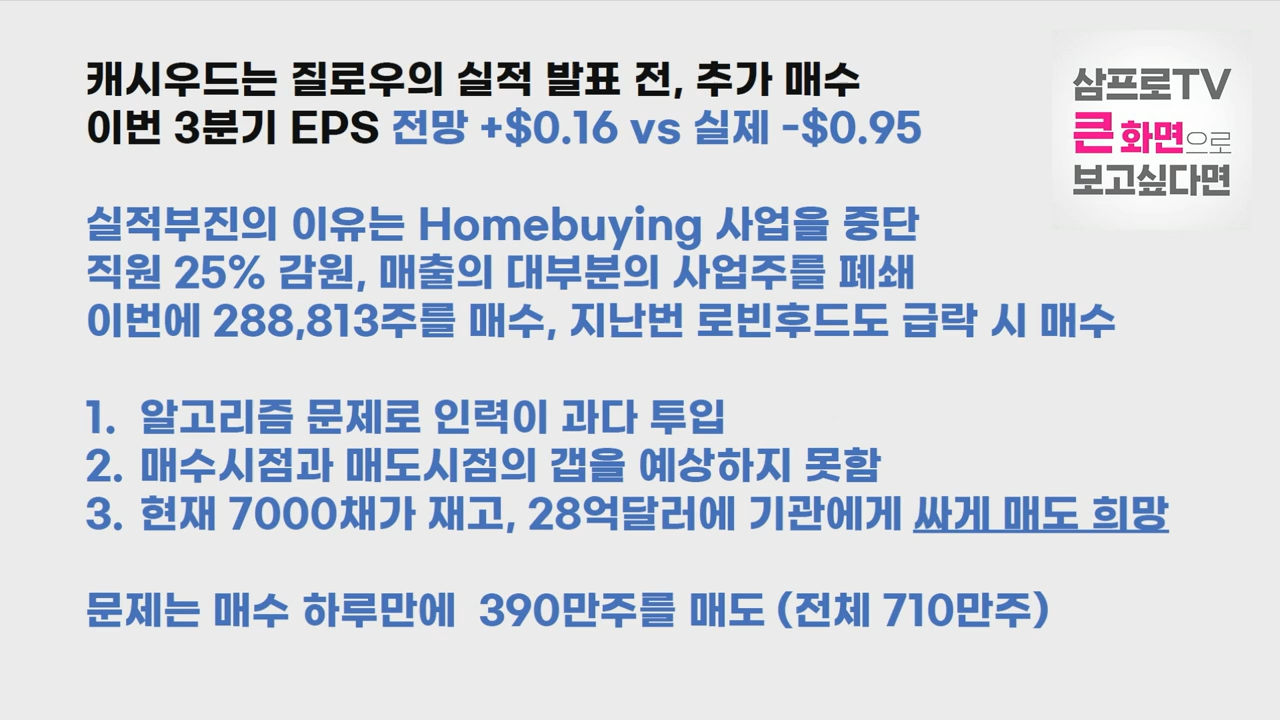 캐시우드는 질로우의 실적 발표 전, 추가 매수
이번 3분기 EPS 전망 +$0.16 vs 실제 -$0.95
삼프로TV
큰 화면으로
보고싶다면
실적부진의 이유는 Homebuying 사업을 중단
직원 25% 감원, 매출의 대부분의 사업주를 폐쇄
이번에 288,813주를 매수, 지난번 로빈후드도 급락 시 매수
1. 알고리즘 문제로 인력이 과다 투입
2. 매수시점과 매도시점의 갭을 예상하지 못함
3. 현재 7000채가 재고, 28억달러에 기관에게 싸게 매도 희망
문제는 매수 하루만에 390만주를 매도 (전체 710만주)